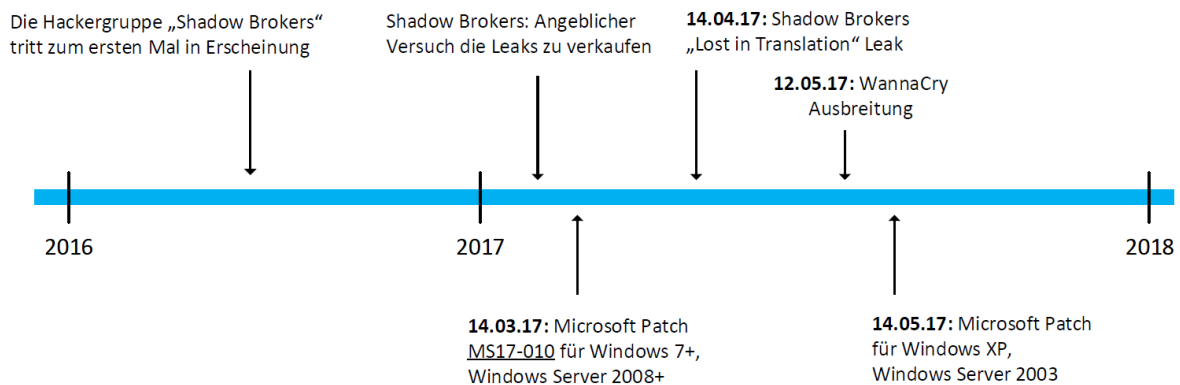 Die Hackergruppe „Shadow Brokers“
tritt zum ersten Mal in Erscheinung
Shadow Brokers: Angeblicher
Versuch die Leaks zu verkaufen
14.04.17: Shadow Brokers
„Lost in Translation“ Leak
12.05.17: WannaCry
Ausbreitung
2016
2017
2018
14.03.17: Microsoft Patch
MS17-010 für Windows 7+,
Windows Server 2008+
14.05.17: Microsoft Patch
für Windows XP,
Windows Server 2003